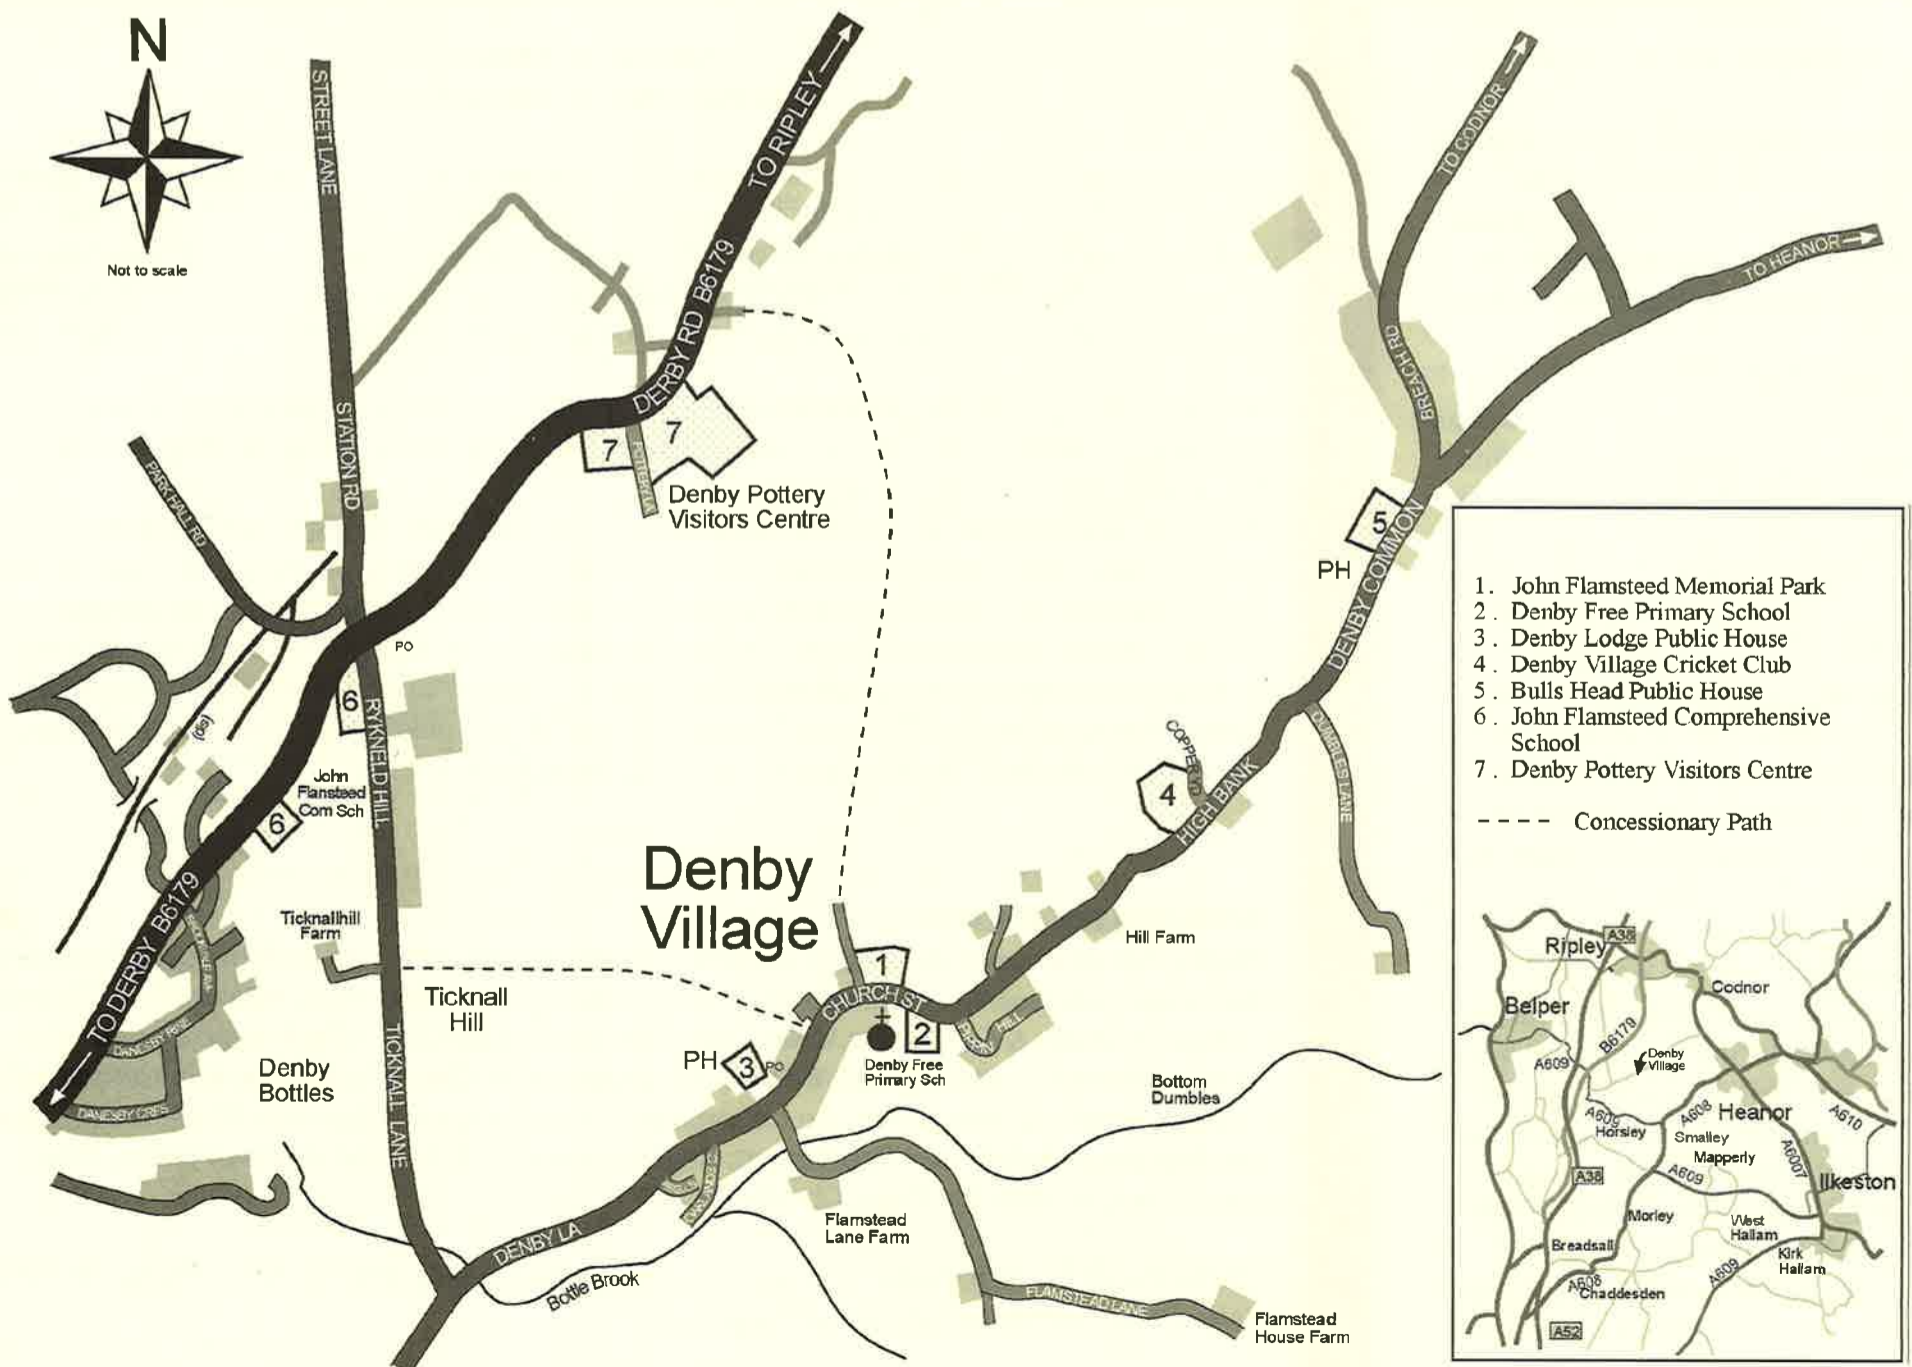 N
Not to scale
STREET LANE
STATION RD
PARK HALL RD
TO RIPLEY
DERBY RD B6179
POTTERY LA
7
7
Denby Pottery
Visitors Centre
PO
6
RYKNELD HILL
(dis)
John
Flansteed
Com Sch
6
TO DERBY B6179
DANESBY RISE
DANESBY CRES
Denby
Bottles
Ticknallhill
Farm
Ticknall
Hill
TICKNALL LANE
Denby
Village
1
CHURCH ST
2
Denby Free
Primary Sch
HILL
PH
3
PO
DENBY LA
Bottle Brook
Flamstead
Lane Farm
FLAMSTEAD LANE
Flamstead
House Farm
Bottom
Dumbles
Hill Farm
4
COPPER YD
HIGH BANK
DUMBLES LANE
DENBY COMMON
5
PH
BREACH RD
TO CODNOR
TO HEANOR
1. John Flamsteed Memorial Park
2. Denby Free Primary School
3. Denby Lodge Public House
4. Denby Village Cricket Club
5. Bulls Head Public House
6. John Flamsteed Comprehensive
School
7. Denby Pottery Visitors Centre
Concessionary Path
Ripley
A38
Codnor
Belper
B6179
A609
Denby
Village
A609
Horsley
A608
Heanor
A610
Smalley
Mapperly
A6007
A38
A609
Ilkeston
Morley
West
Hallam
Breadsall
Kirk
Hallam
A609
A608
Chaddesden
A52